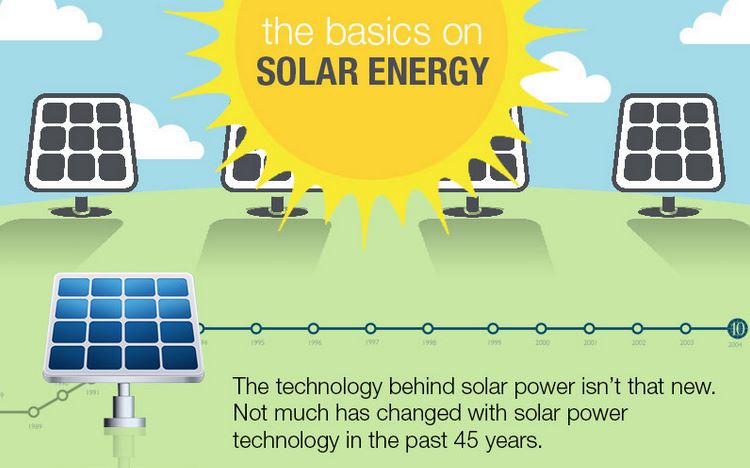 the basics on
SOLAR ENERGY
94 1995 1996 1997 1998 1999 2000 2001 2002 2003 2004
10
1991
1989
The technology behind solar power isn't that new.
Not much has changed with solar power
technology in the past 45 years.